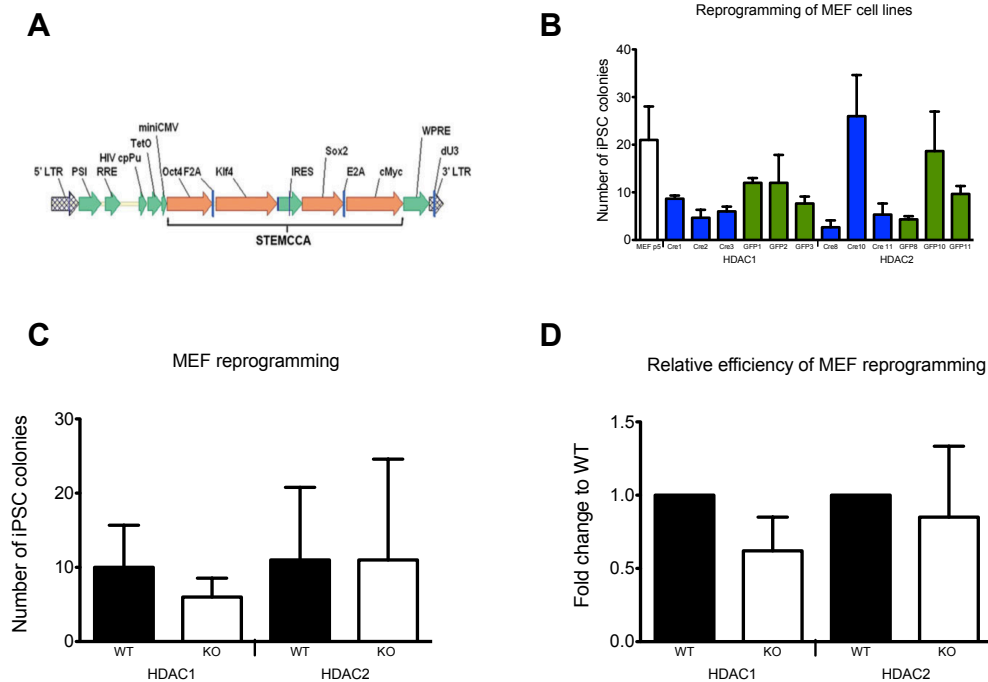 A
miniCMV
TetO
HIV cpPu
5' LTR PSI RRE Oct4 F2A Klf4 IRES Sox2 E2A cMyc WPRE dU3 3' LTR
STEMCCA
B
Reprogramming of MEF cell lines
Number of iPSC colonies
40
30
20
10
0
MEF p5 Cre1 Cre2 Cre3 GFP1 GFP2 GFP3 Cre8 Cre10 Cre 11 GFP8 GFP10 GFP11
HDAC1 HDAC2
C
MEF reprogramming
Number of iPSC colonies
30
20
10
0
WT KO WT KO
HDAC1 HDAC2
D
Relative efficiency of MEF reprogramming
Fold change to WT
1.5
1.0
0.5
0.0
WT KO WT KO
HDAC1 HDAC2